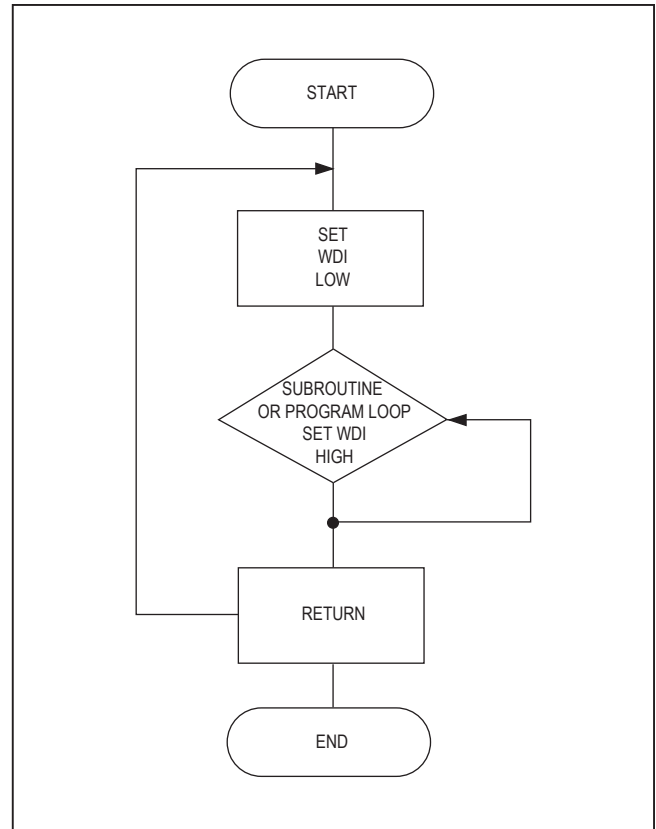 START
SET
WDI
LOW
SUBROUTINE
OR PROGRAM LOOP
SET WDI
HIGH
RETURN
END